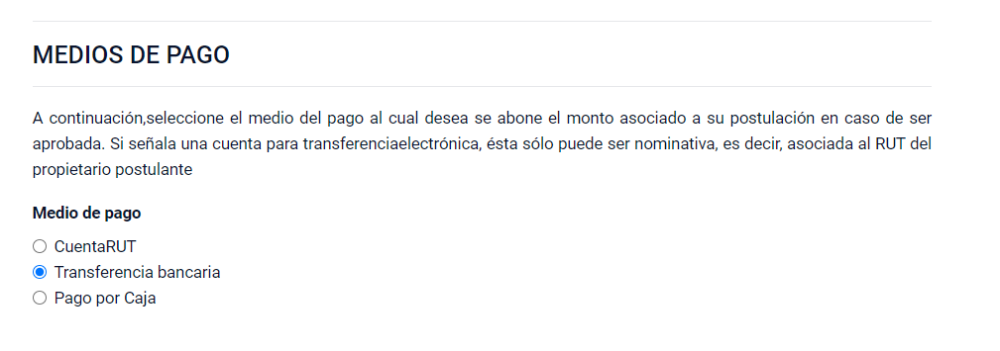 MEDIOS DE PAGO
A continuación,seleccione el medio del pago al cual desea se abone el monto asociado a su postulación en caso de ser
aprobada. Si señala una cuenta para transferenciaelectrónica, ésta sólo puede ser nominativa, es decir, asociada al RUT del
propietario postulante
Medio de pago
CuentaRUT
Transferencia bancaria
Pago por Caja